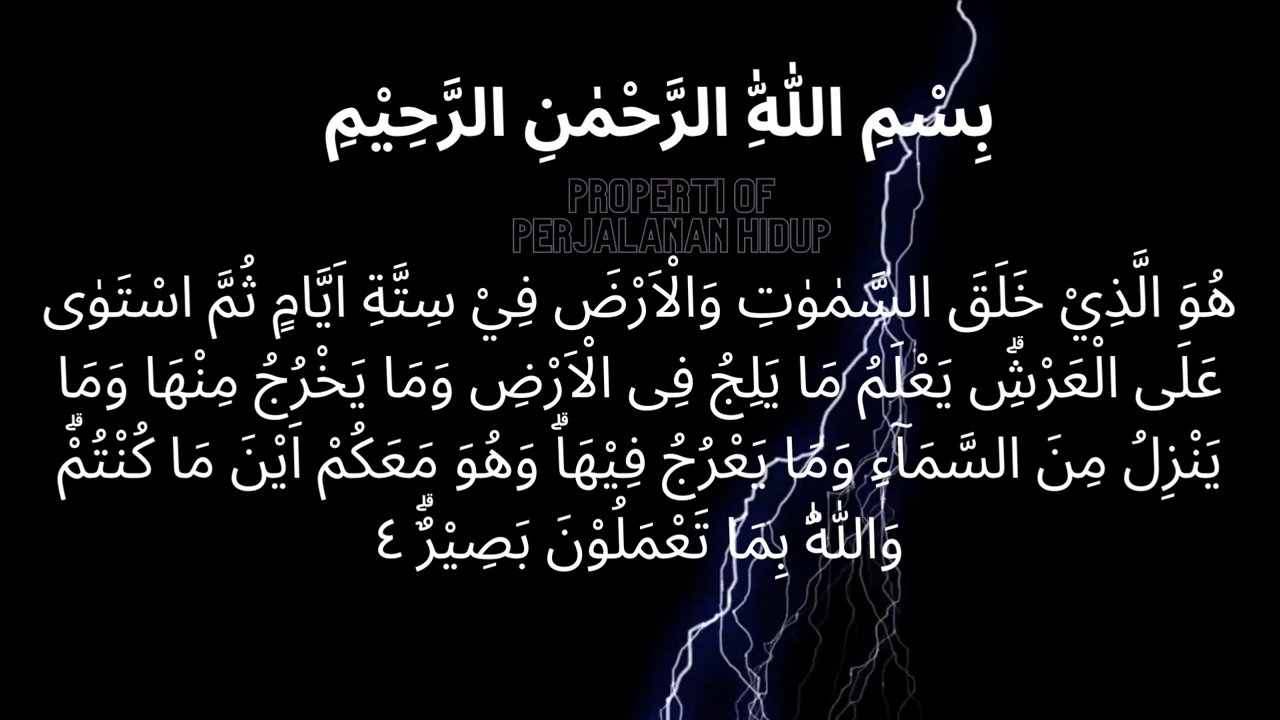 بِسْمِ اللّٰهِ الرَّحْمٰنِ الرَّحِيْمِ
PROPERTI OF
PERJALANAN HIDUP
هُوَ الَّذِيْ خَلَقَ السَّمٰوٰتِ وَالْاَرْضَ فِيْ سِتَّةِ اَيَّامٍ ثُمَّ اسْتَوٰى
عَلَى الْعَرْشِۗ يَعْلَمُ مَا يَلِجُ فِى الْاَرْضِ وَمَا يَخْرُجُ مِنْهَا وَمَا
يَنْزِلُ مِنَ السَّمَاۤءِ وَمَا يَعْرُجُ فِيْهَاۗ وَهُوَ مَعَكُمْ اَيْنَ مَا كُنْتُمْۗ
وَاللّٰهُ بِمَا تَعْمَلُوْنَ بَصِيْرٌۗ ٤